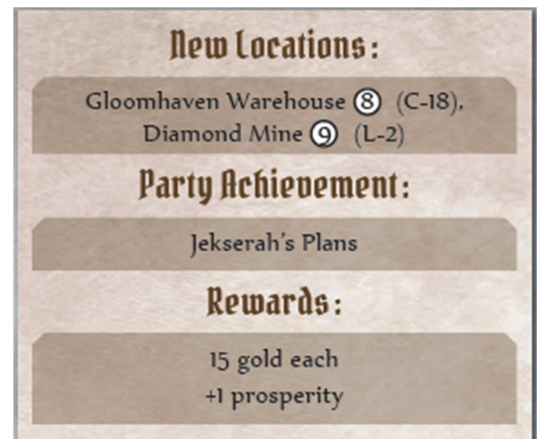 New Locations:
Gloomhaven Warehouse ⑧ (C-18),
Diamond Mine ⑨ (L-2)
Party Achievement:
Jekserah's Plans
Rewards:
15 gold each
+1 prosperity